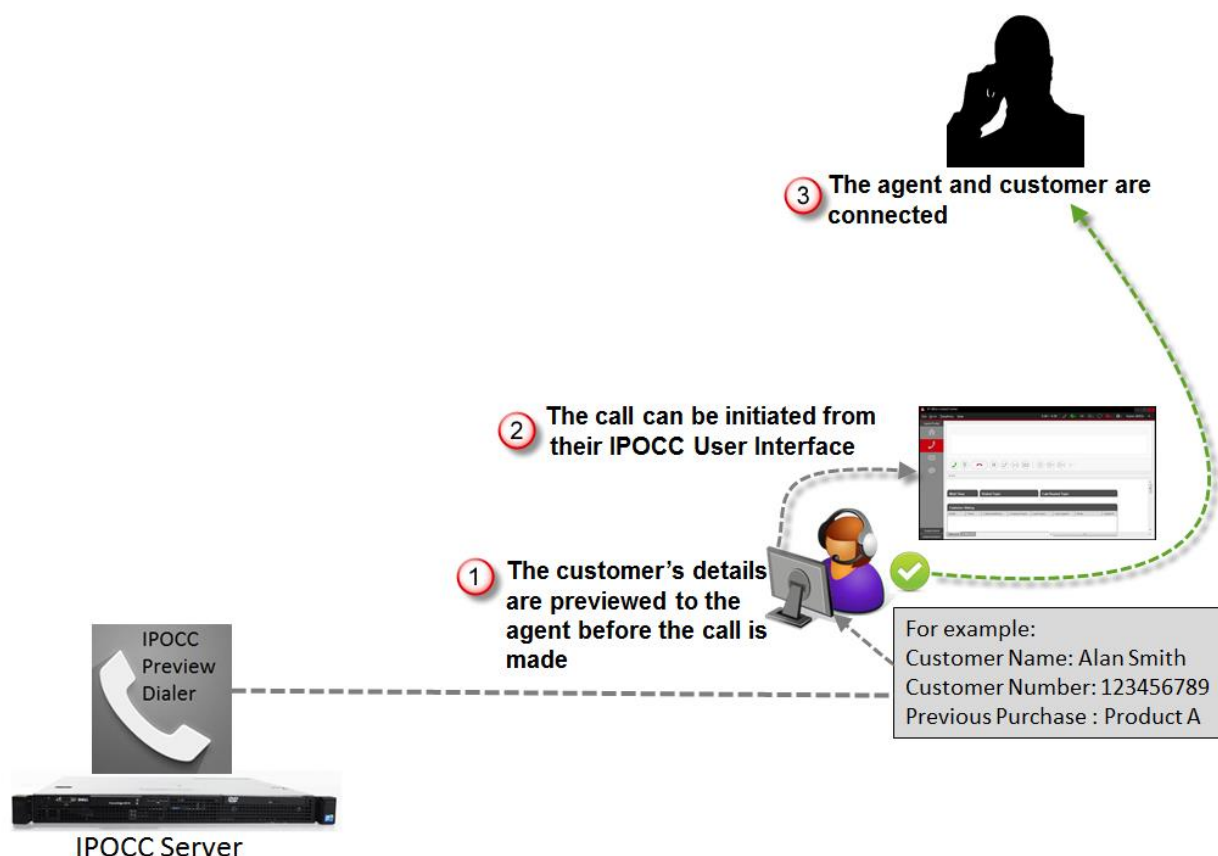 3 The agent and customer are
connected
2 The call can be initiated from
their IPOCC User Interface
1 The customer's details
are previewed to the
agent before the call is
made
For example:
Customer Name: Alan Smith
Customer Number: 123456789
Previous Purchase : Product A
IPOCC
Preview
Dialer
IPOCC Server